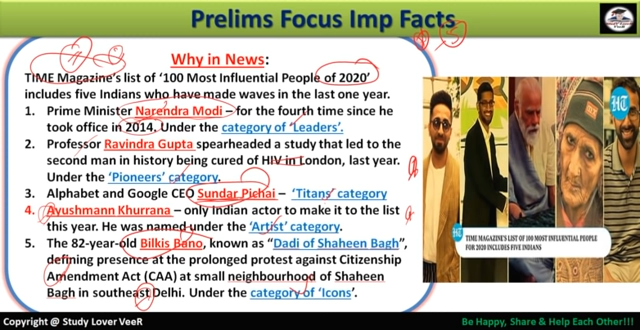 Prelims Focus Imp Facts
Why in News:
TIME Magazine's list of '100 Most Influential People of 2020'
includes five Indians who have made waves in the last one year.
1. Prime Minister Narendra Modi – for the fourth time since he
took office in 2014. Under the category of 'Leaders'.
2. Professor Ravindra Gupta spearheaded a study that led to the
second man in history being cured of HIV in London, last year.
Under the 'Pioneers' category.
3. Alphabet and Google CEO Sundar Pichai – 'Titans' category
4. Ayushmann Khurrana – only Indian actor to make it to the list
this year. He was named under the 'Artist' category.
5. The 82-year-old Bilkis Bano, known as "Dadi of Shaheen Bagh",
defining presence at the prolonged protest against Citizenship
Amendment Act (CAA) at small neighbourhood of Shaheen
Bagh in southeast Delhi. Under the category of 'Icons'.
HT
TIME MAGAZINE'S LIST OF 100 MOST INFLUENTIAL PEOPLE
FOR 2020 INCLUDES FIVE INDIANS
Copyright @ Study Lover VeeR
Be Happy, Share & Help Each Other!!!